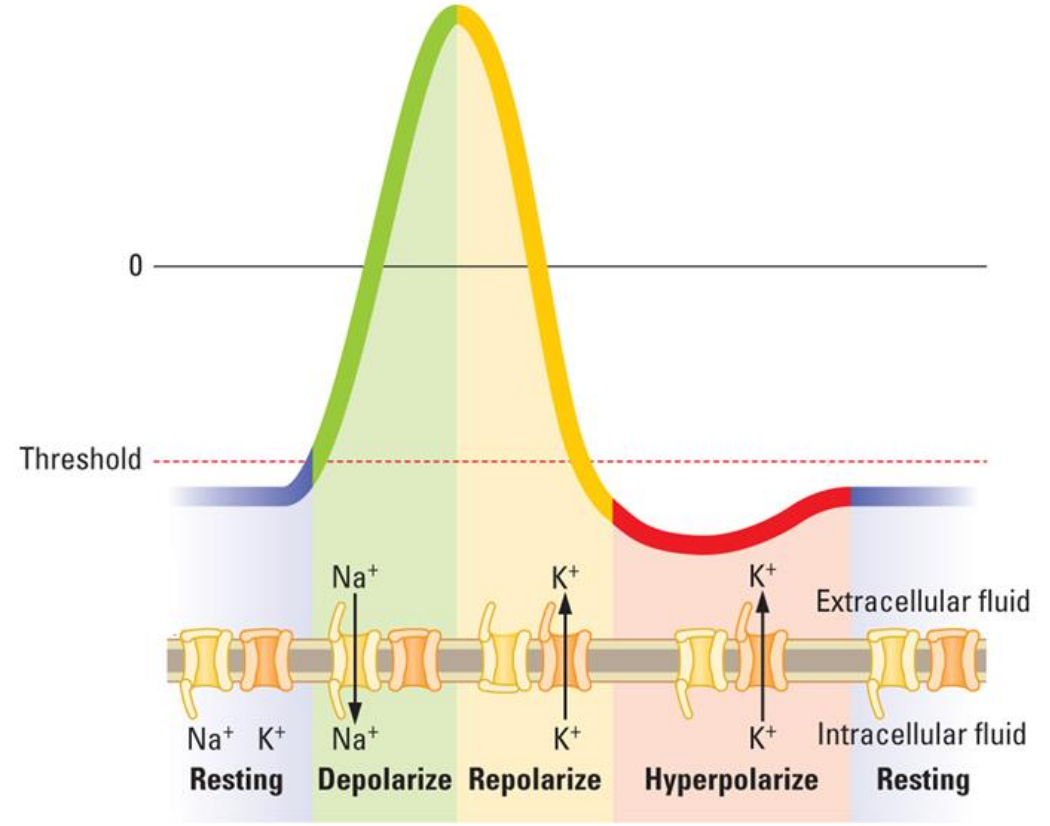 0
Threshold
Na⁺ K⁺ K⁺
Extracellular fluid
Na⁺ K⁺ Na⁺ K⁺ K⁺ Intracellular fluid
Resting Depolarize Repolarize Hyperpolarize Resting